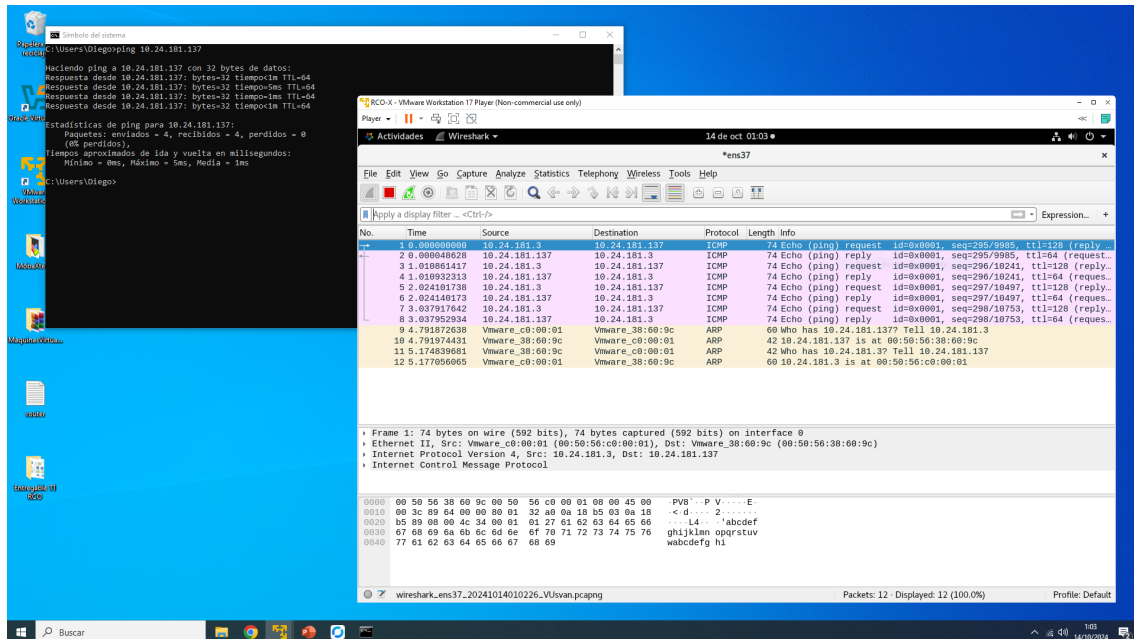 Símbolo del sistema
C:\Users\Diego>ping 10.24.181.137
Haciendo ping a 10.24.181.137 con 32 bytes de datos:
Respuesta desde 10.24.181.137: bytes=32 tiempo<1m TTL=64
Respuesta desde 10.24.181.137: bytes=32 tiempo=5ms TTL=64
Respuesta desde 10.24.181.137: bytes=32 tiempo=1ms TTL=64
Respuesta desde 10.24.181.137: bytes=32 tiempo<1m TTL=64
Estadísticas de ping para 10.24.181.137:
Paquetes: enviados = 4, recibidos = 4, perdidos = 0
(0% perdidos),
Tiempos aproximados de ida y vuelta en milisegundos:
Mínimo = 0ms, Máximo = 5ms, Media = 1ms
C:\Users\Diego>
router
RCO-X - VMware Workstation 17 Player (Non-commercial use only)
Player
Actividades Wireshark 14 de oct 01:03
*ens37
File Edit View Go Capture Analyze Statistics Telephony Wireless Tools Help
Apply a display filter ... <Ctrl-/> Expression... +
No. Time Source Destination Protocol Length Info
1 0.000000000 10.24.181.3 10.24.181.137 ICMP 74 Echo (ping) request id=0x0001, seq=295/9985, ttl=128 (reply ...
2 0.000048628 10.24.181.137 10.24.181.3 ICMP 74 Echo (ping) reply id=0x0001, seq=295/9985, ttl=64 (request...
3 1.010861417 10.24.181.3 10.24.181.137 ICMP 74 Echo (ping) request id=0x0001, seq=296/10241, ttl=128 (reply...
4 1.010932313 10.24.181.137 10.24.181.3 ICMP 74 Echo (ping) reply id=0x0001, seq=296/10241, ttl=64 (reques...
5 2.024101738 10.24.181.3 10.24.181.137 ICMP 74 Echo (ping) request id=0x0001, seq=297/10497, ttl=128 (reply...
6 2.024140173 10.24.181.137 10.24.181.3 ICMP 74 Echo (ping) reply id=0x0001, seq=297/10497, ttl=64 (reques...
7 3.037917642 10.24.181.3 10.24.181.137 ICMP 74 Echo (ping) request id=0x0001, seq=298/10753, ttl=128 (reply...
8 3.037952934 10.24.181.137 10.24.181.3 ICMP 74 Echo (ping) reply id=0x0001, seq=298/10753, ttl=64 (reques...
9 4.791872638 Vmware_c0:00:01 Vmware_38:60:9c ARP 60 Who has 10.24.181.137? Tell 10.24.181.3
10 4.791974431 Vmware_38:60:9c Vmware_c0:00:01 ARP 42 10.24.181.137 is at 00:50:56:38:60:9c
11 5.174839681 Vmware_38:60:9c Vmware_c0:00:01 ARP 42 Who has 10.24.181.3? Tell 10.24.181.137
12 5.177056065 Vmware_c0:00:01 Vmware_38:60:9c ARP 60 10.24.181.3 is at 00:50:56:c0:00:01
Frame 1: 74 bytes on wire (592 bits), 74 bytes captured (592 bits) on interface 0
Ethernet II, Src: Vmware_c0:00:01 (00:50:56:c0:00:01), Dst: Vmware_38:60:9c (00:50:56:38:60:9c)
Internet Protocol Version 4, Src: 10.24.181.3, Dst: 10.24.181.137
Internet Control Message Protocol
0000 00 50 56 38 60 9c 00 50 56 c0 00 01 08 00 45 00 ·PV8`··P V·····E·
0010 00 3c 89 64 00 00 80 01 32 a0 0a 18 b5 03 0a 18 ·<·d···· 2·······
0020 b5 89 08 00 4c 34 00 01 01 27 61 62 63 64 65 66 ····L4·· ·'abcdef
0030 67 68 69 6a 6b 6c 6d 6e 6f 70 71 72 73 74 75 76 ghijklmn opqrstuv
0040 77 61 62 63 64 65 66 67 68 69 wabcdefg hi
wireshark_ens37_20241014010226_VUsvan.pcapng Packets: 12 · Displayed: 12 (100.0%) Profile: Default
Buscar
1:03
14/10/2024